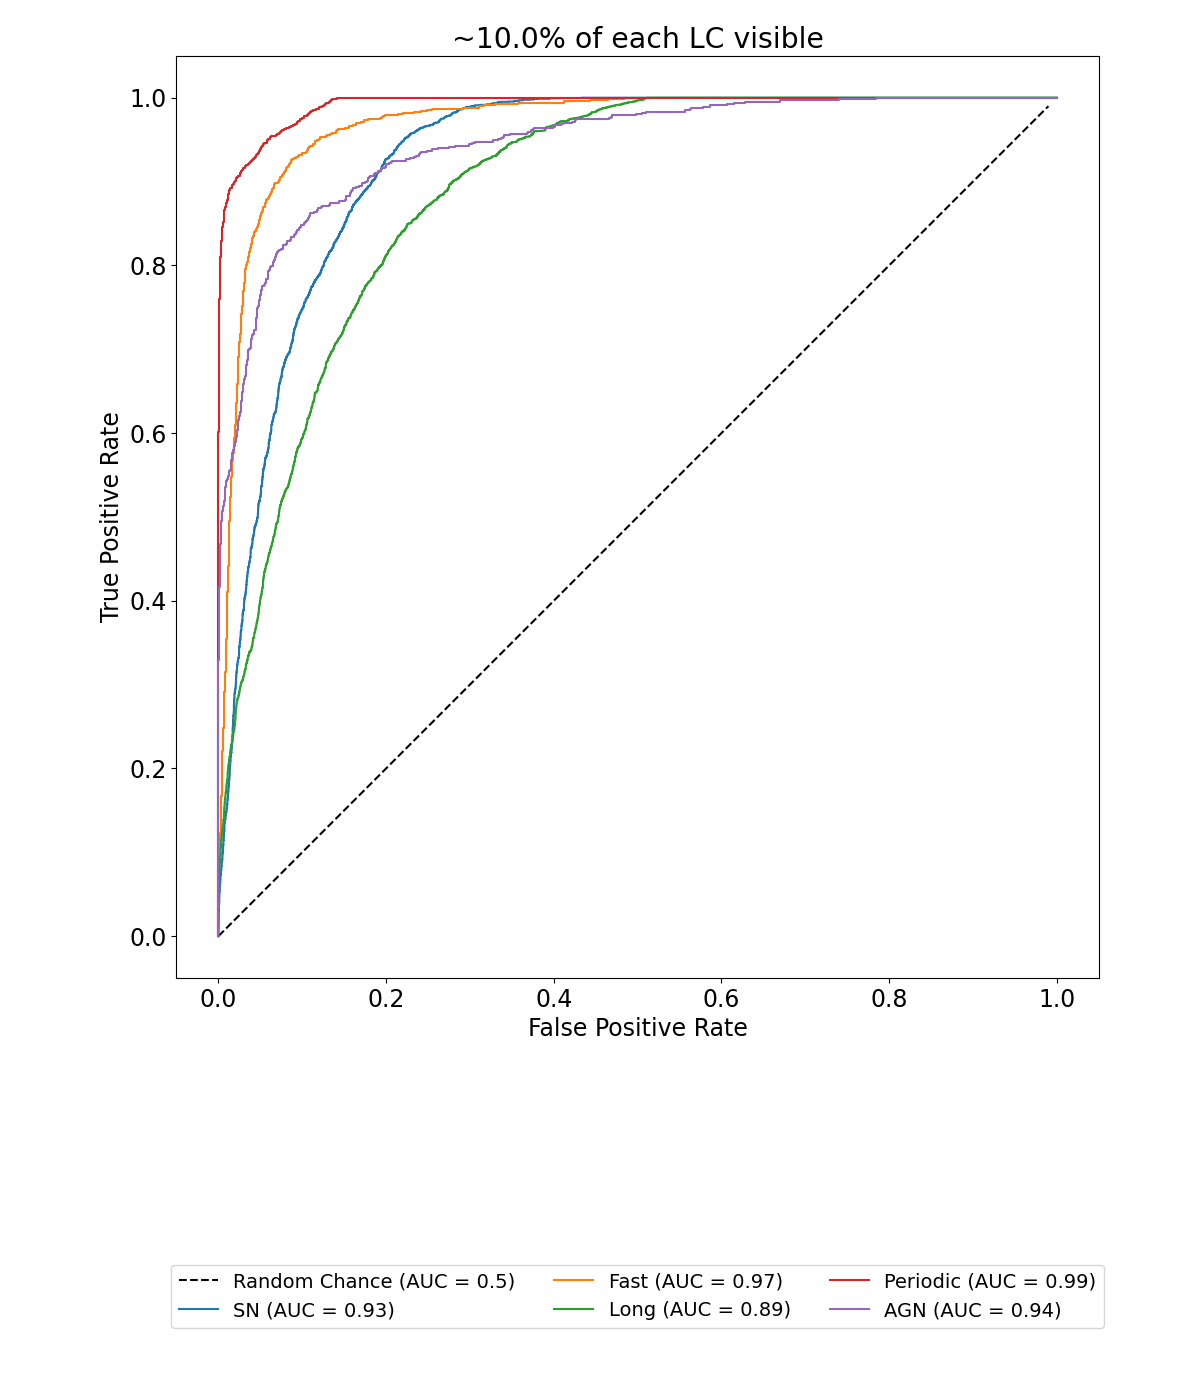 ~10.0% of each LC visible
True Positive Rate
1.0
0.8
0.6
0.4
0.2
0.0
0.0 0.2 0.4 0.6 0.8 1.0
False Positive Rate
Random Chance (AUC = 0.5) Fast (AUC = 0.97) Periodic (AUC = 0.99)
SN (AUC = 0.93) Long (AUC = 0.89) AGN (AUC = 0.94)